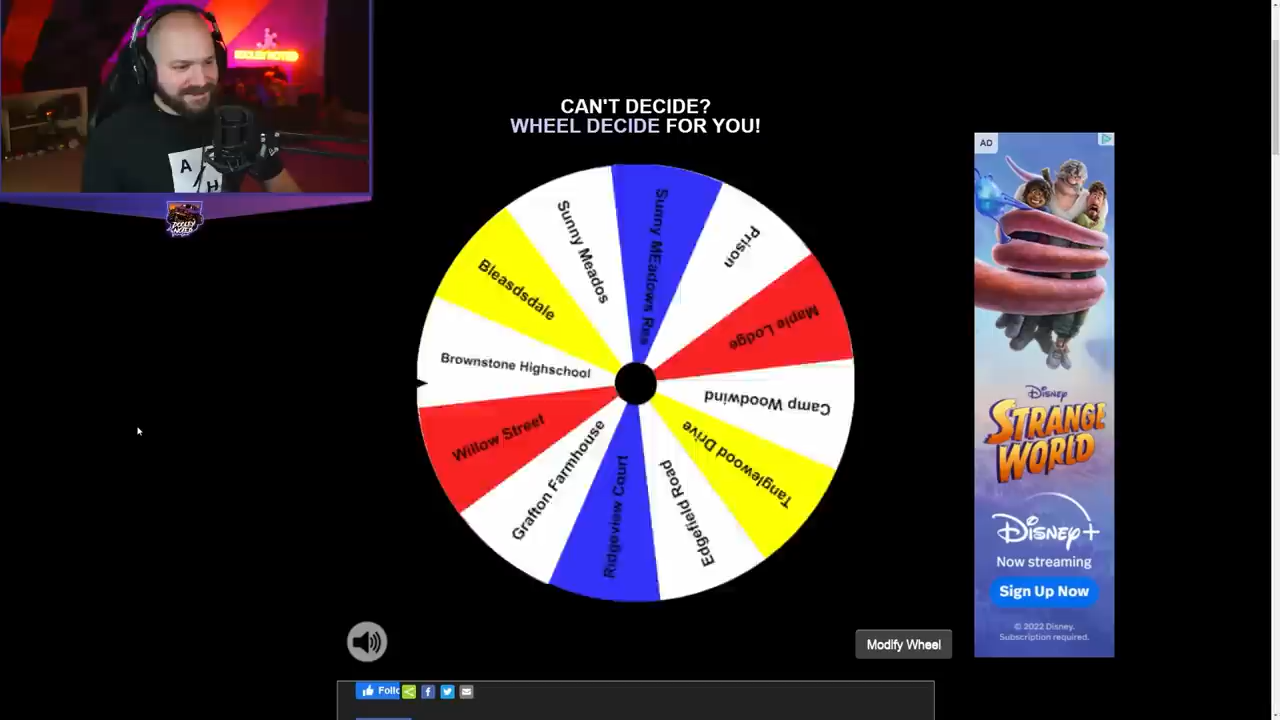 CAN'T DECIDE?
WHEEL DECIDE FOR YOU!
Sunny MEadows Res
Prison
Maple Lodge
Camp Woodwind
Tanglewood Drive
Edgefield Road
Ridgeview Court
Grafton Farmhouse
Willow Street
Brownstone Highschool
Bleasdsdale
Sunny Meados
A
H
AD
Disney
STRANGE
WORLD
Disney+
Now streaming
Sign Up Now
© 2022 Disney.
Subscription required.
Modify Wheel
Follo